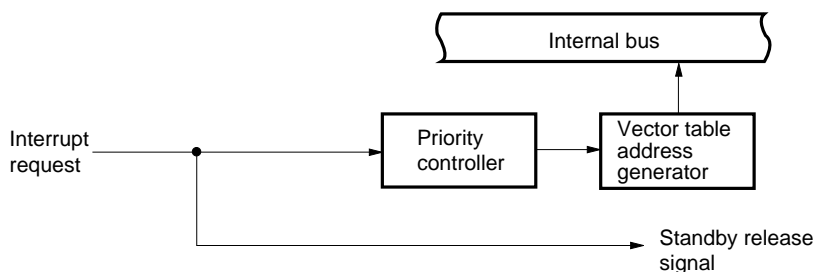 Internal bus
Interrupt
request
Priority
controller
Vector table
address
generator
Standby release
signal